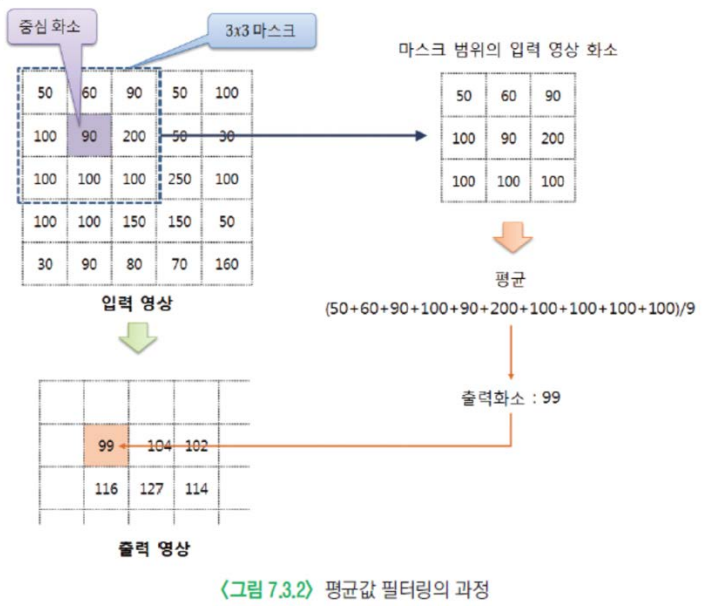 중심 화소
3x3 마스크
마스크 범위의 입력 영상 화소
50 60 90 50 100
100 90 200 50 30
100 100 100 250 100
100 100 150 150 50
30 90 80 70 160
입력 영상
50 60 90
100 90 200
100 100 100
평균
(50+60+90+100+90+200+100+100+100+100)/9
출력화소 : 99
99 104 102
116 127 114
출력 영상
〈그림 7.3.2〉 평균값 필터링의 과정